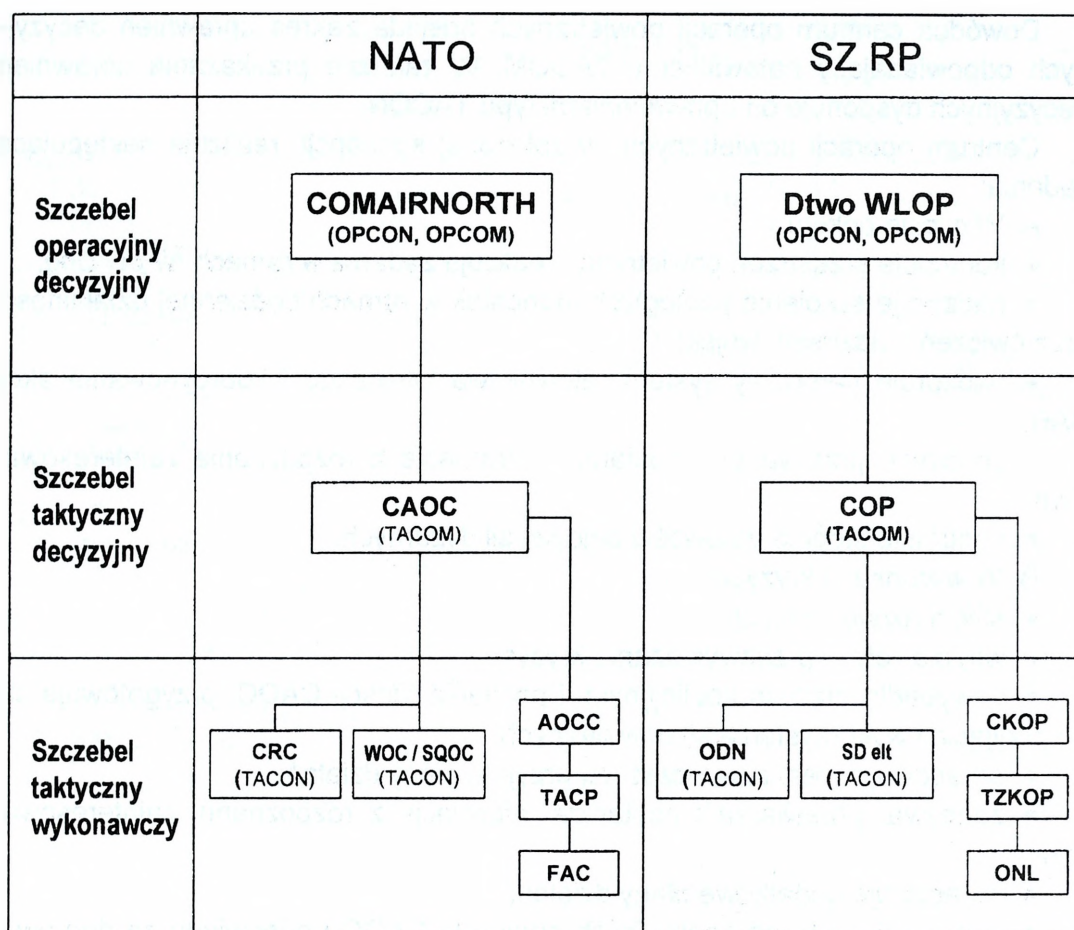 NATO
SZ RP
Szczebel
operacyjny
decyzyjny
COMAIRNORTH
(OPCON, OPCOM)
Dtwo WLOP
(OPCON, OPCOM)
Szczebel
taktyczny
decyzyjny
CAOC
(TACOM)
COP
(TACOM)
Szczebel
taktyczny
wykonawczy
CRC
(TACON)
WOC / SQOC
(TACON)
AOCC
TACP
FAC
ODN
(TACON)
SD elt
(TACON)
CKOP
TZKOP
ONL